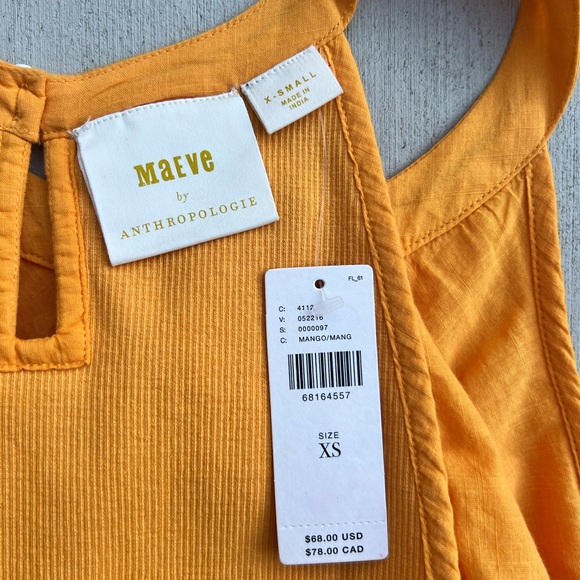 X-SMALL
MADE IN
INDIA
MAEVE
by
ANTHROPOLOGIE
FL_61
C: 4112
V: 052216
S: 0000097
C: MANGO/MANG
68164557
SIZE
XS
$68.00 USD
$78.00 CAD